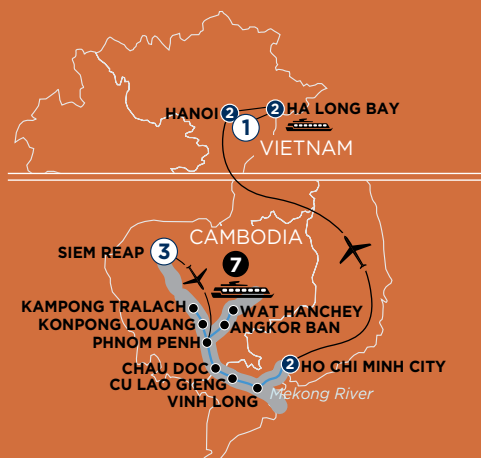 HANOI 2 2 HA LONG BAY
1
VIETNAM
CAMBODIA
SIEM REAP 3
7
KAMPONG TRALACH WAT HANCHEY
KONPONG LOUANG ANGKOR BAN
PHNOM PENH
CHAU DOC 2 HO CHI MINH CITY
CU LAO GIENG
VINH LONG Mekong River